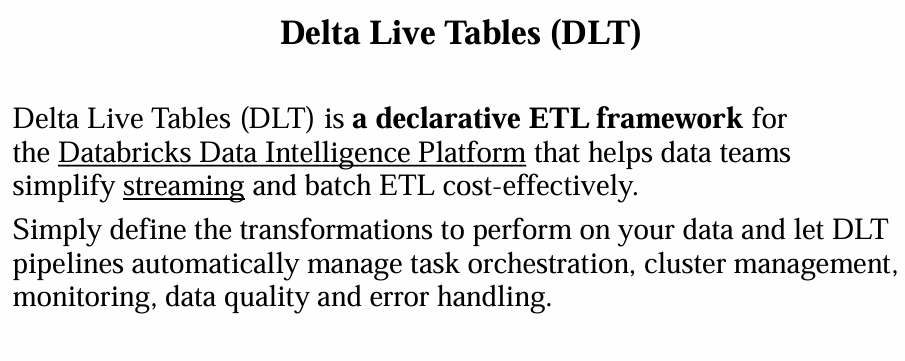 Delta Live Tables (DLT)
Delta Live Tables (DLT) is a declarative ETL framework for
the Databricks Data Intelligence Platform that helps data teams
simplify streaming and batch ETL cost-effectively.
Simply define the transformations to perform on your data and let DLT
pipelines automatically manage task orchestration, cluster management,
monitoring, data quality and error handling.